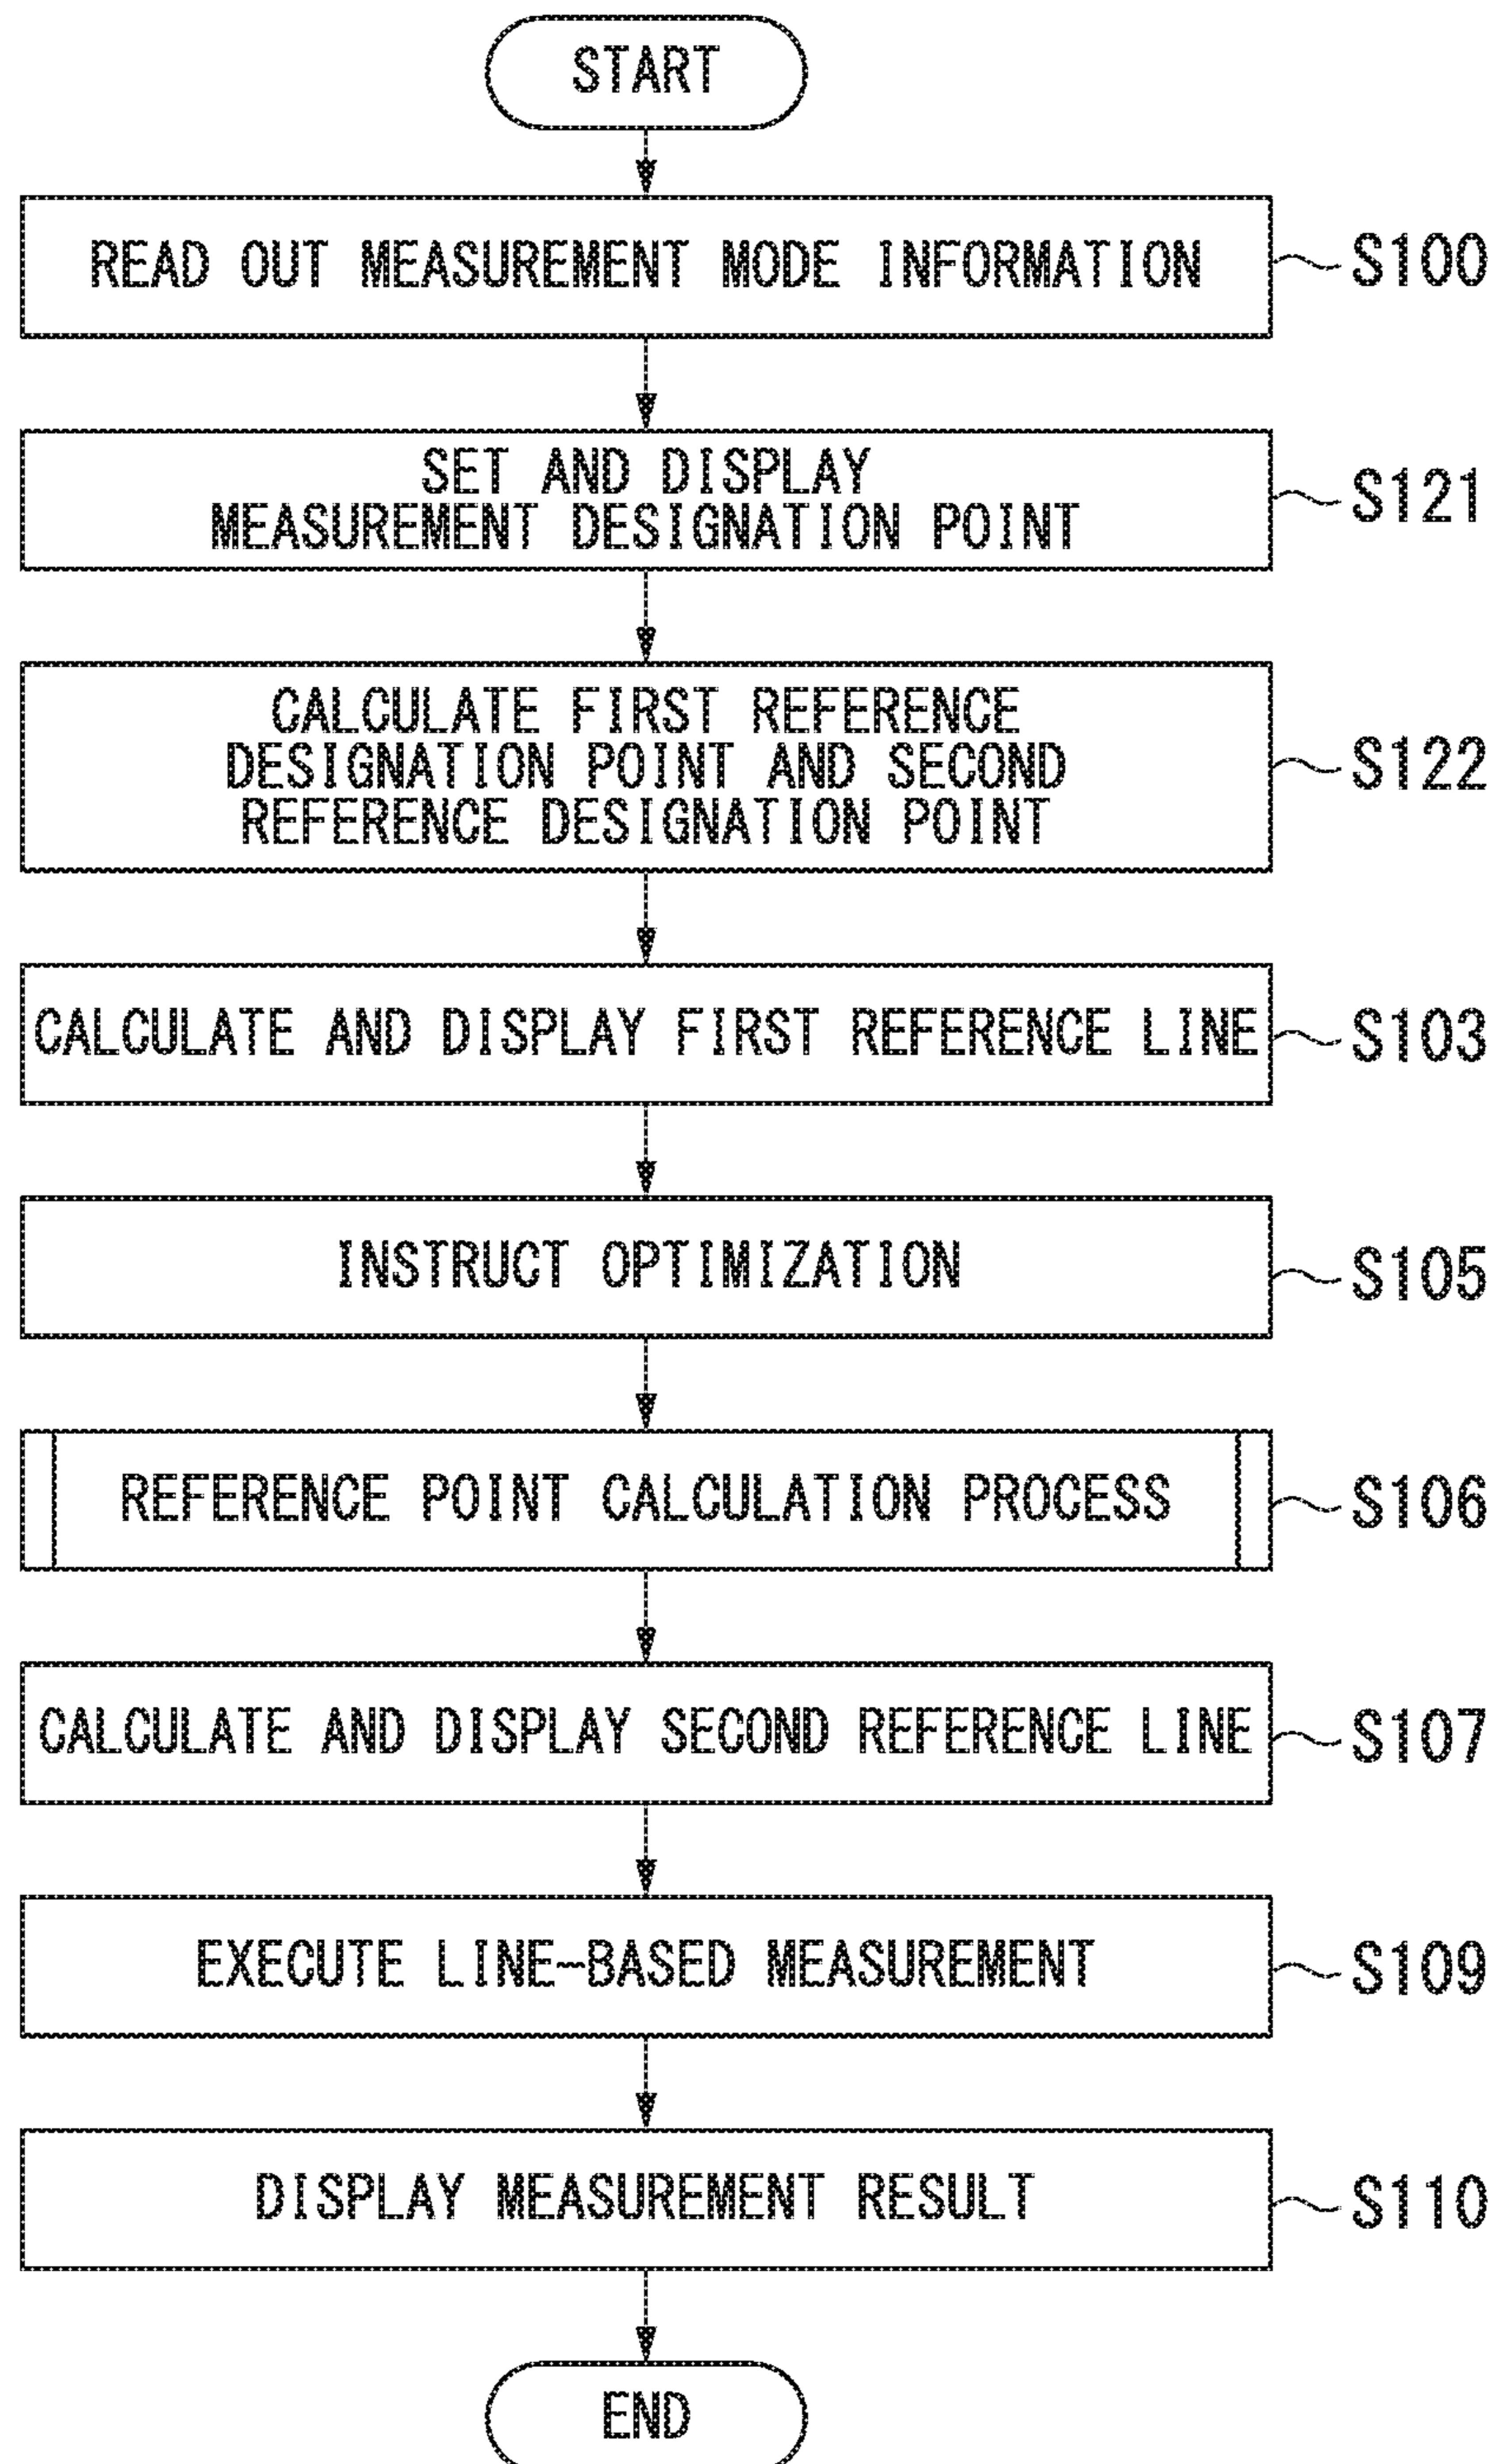 START
READ OUT MEASUREMENT MODE INFORMATION
S100
SET AND DISPLAY
MEASUREMENT DESIGNATION POINT
S121
CALCULATE FIRST REFERENCE
DESIGNATION POINT AND SECOND
REFERENCE DESIGNATION POINT
S122
CALCULATE AND DISPLAY FIRST REFERENCE LINE
S103
INSTRUCT OPTIMIZATION
S105
REFERENCE POINT CALCULATION PROCESS
S106
CALCULATE AND DISPLAY SECOND REFERENCE LINE
S107
EXECUTE LINE-BASED MEASUREMENT
S109
DISPLAY MEASUREMENT RESULT
S110
END